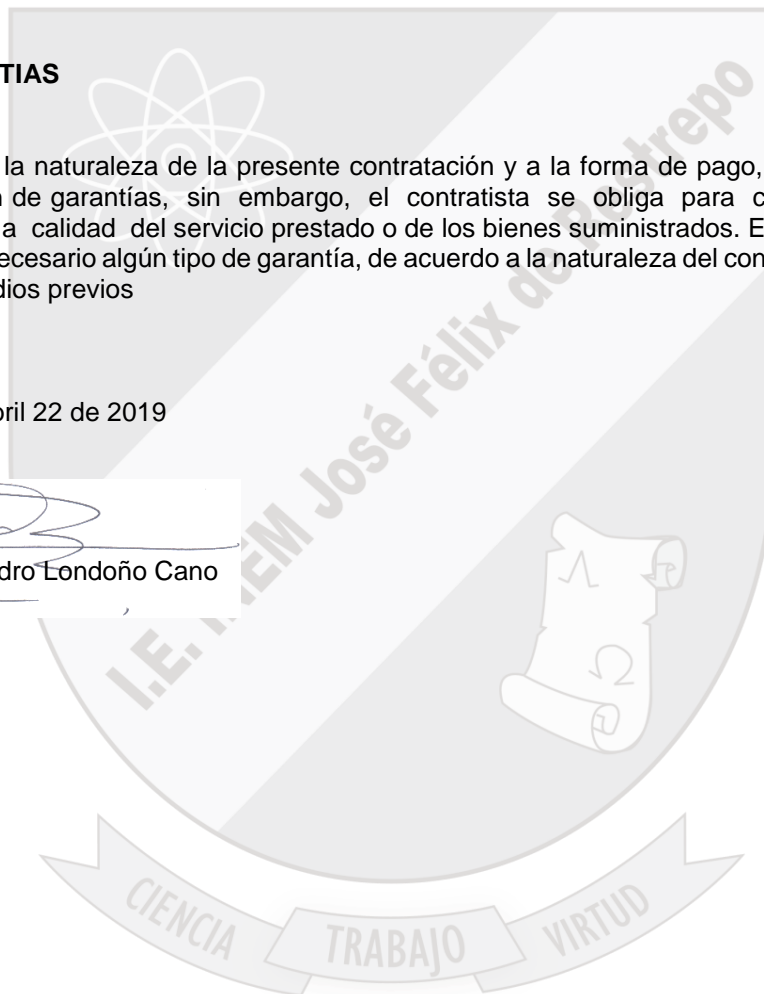 TIAS
la naturaleza de la presente contratación y a la forma de pago,
de garantías, sin embargo, el contratista se obliga para c
a calidad del servicio prestado o de los bienes suministrados. E
ecesario algún tipo de garantía, de acuerdo a la naturaleza del con
dios previos
ril 22 de 2019
dro Londoño Cano
I.E. INEM José Félix de Restrepo
CIENCIA TRABAJO VIRTUD